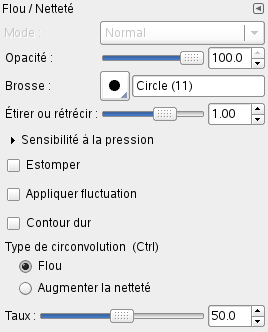 Flou / Netteté
Mode : Normal
Opacité : 100.0
Brosse : Circle (11)
Étirer ou rétrécir : 1.00
Sensibilité à la pression
Estomper
Appliquer fluctuation
Contour dur
Type de circonvolution (Ctrl)
Flou
Augmenter la netteté
Taux : 50.0